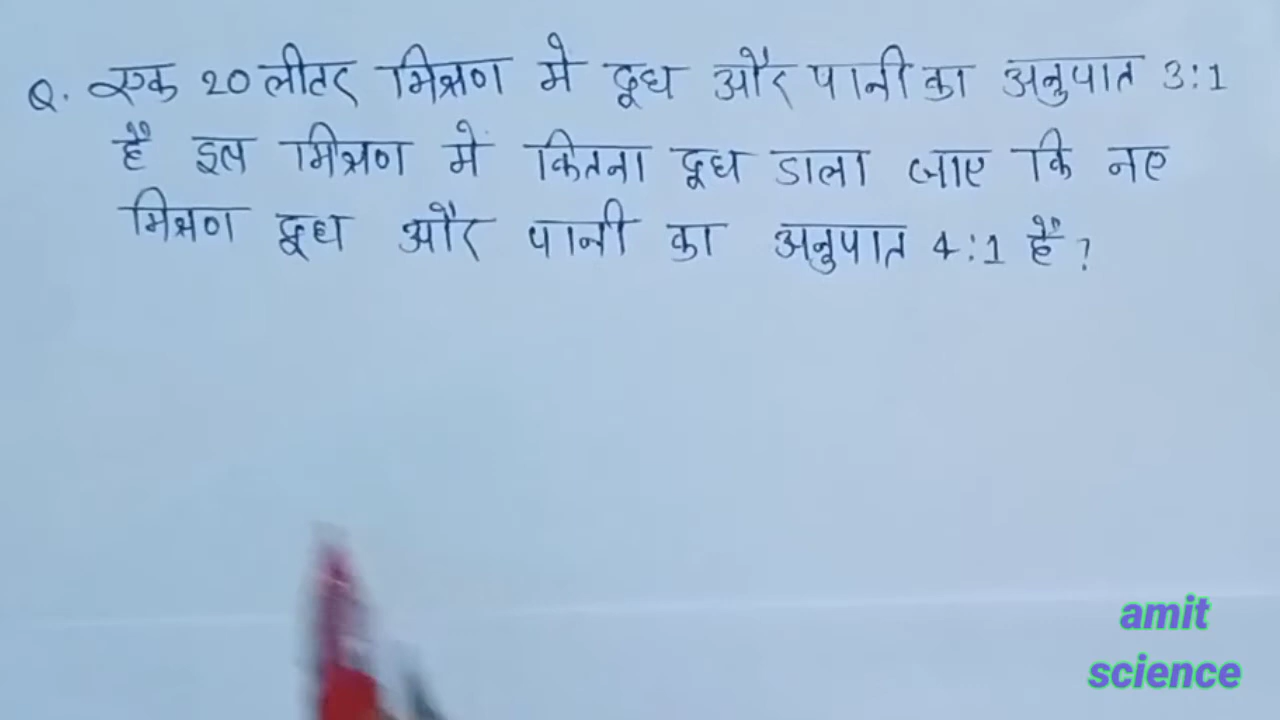 Q. एक 20 लीटर मिश्रण मे दूध और पानी का अनुपात 3:1
है इस मिश्रण में कितना दूध डाला जाए कि नए
मिश्रण दूध और पानी का अनुपात 4:1 है ?
amit
science